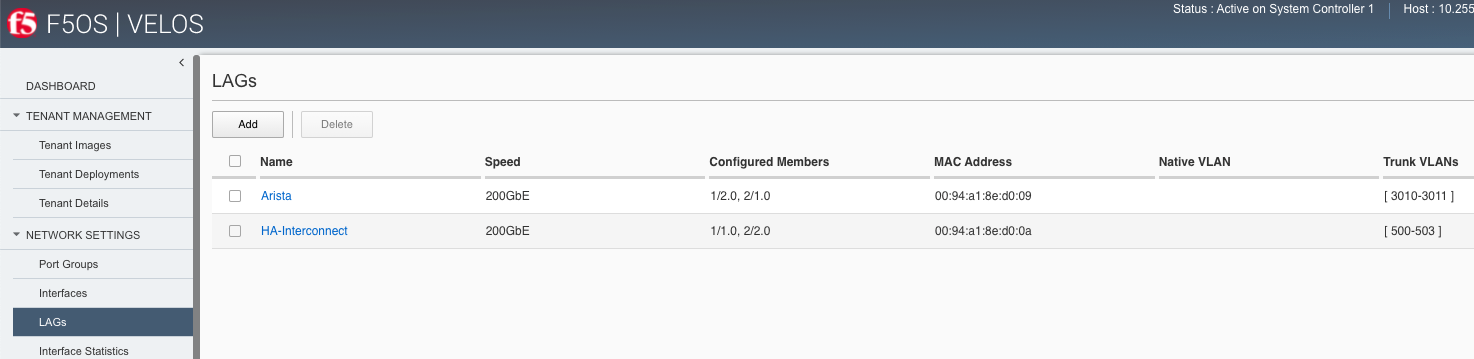 Status : Active on System Controller 1 Host : 10.255
f5 F5OS | VELOS
DASHBOARD
TENANT MANAGEMENT
Tenant Images
Tenant Deployments
Tenant Details
NETWORK SETTINGS
Port Groups
Interfaces
LAGs
Interface Statistics
LAGs
Add Delete
Name Speed Configured Members MAC Address Native VLAN Trunk VLANs
Arista 200GbE 1/2.0, 2/1.0 00:94:a1:8e:d0:09 [ 3010-3011 ]
HA-Interconnect 200GbE 1/1.0, 2/2.0 00:94:a1:8e:d0:0a [ 500-503 ]